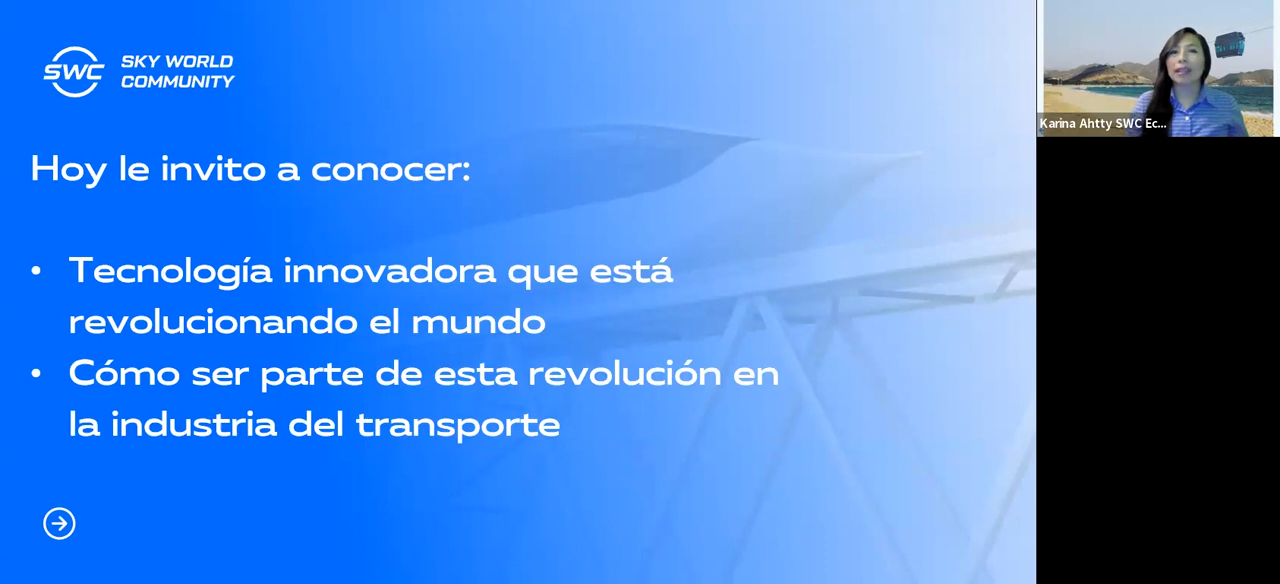 SWC
SKY WORLD
COMMUNITY
Hoy le invito a conocer:
• Tecnología innovadora que está
revolucionando el mundo
• Cómo ser parte de esta revolución en
la industria del transporte
Karina Ahtty SWC Ec...